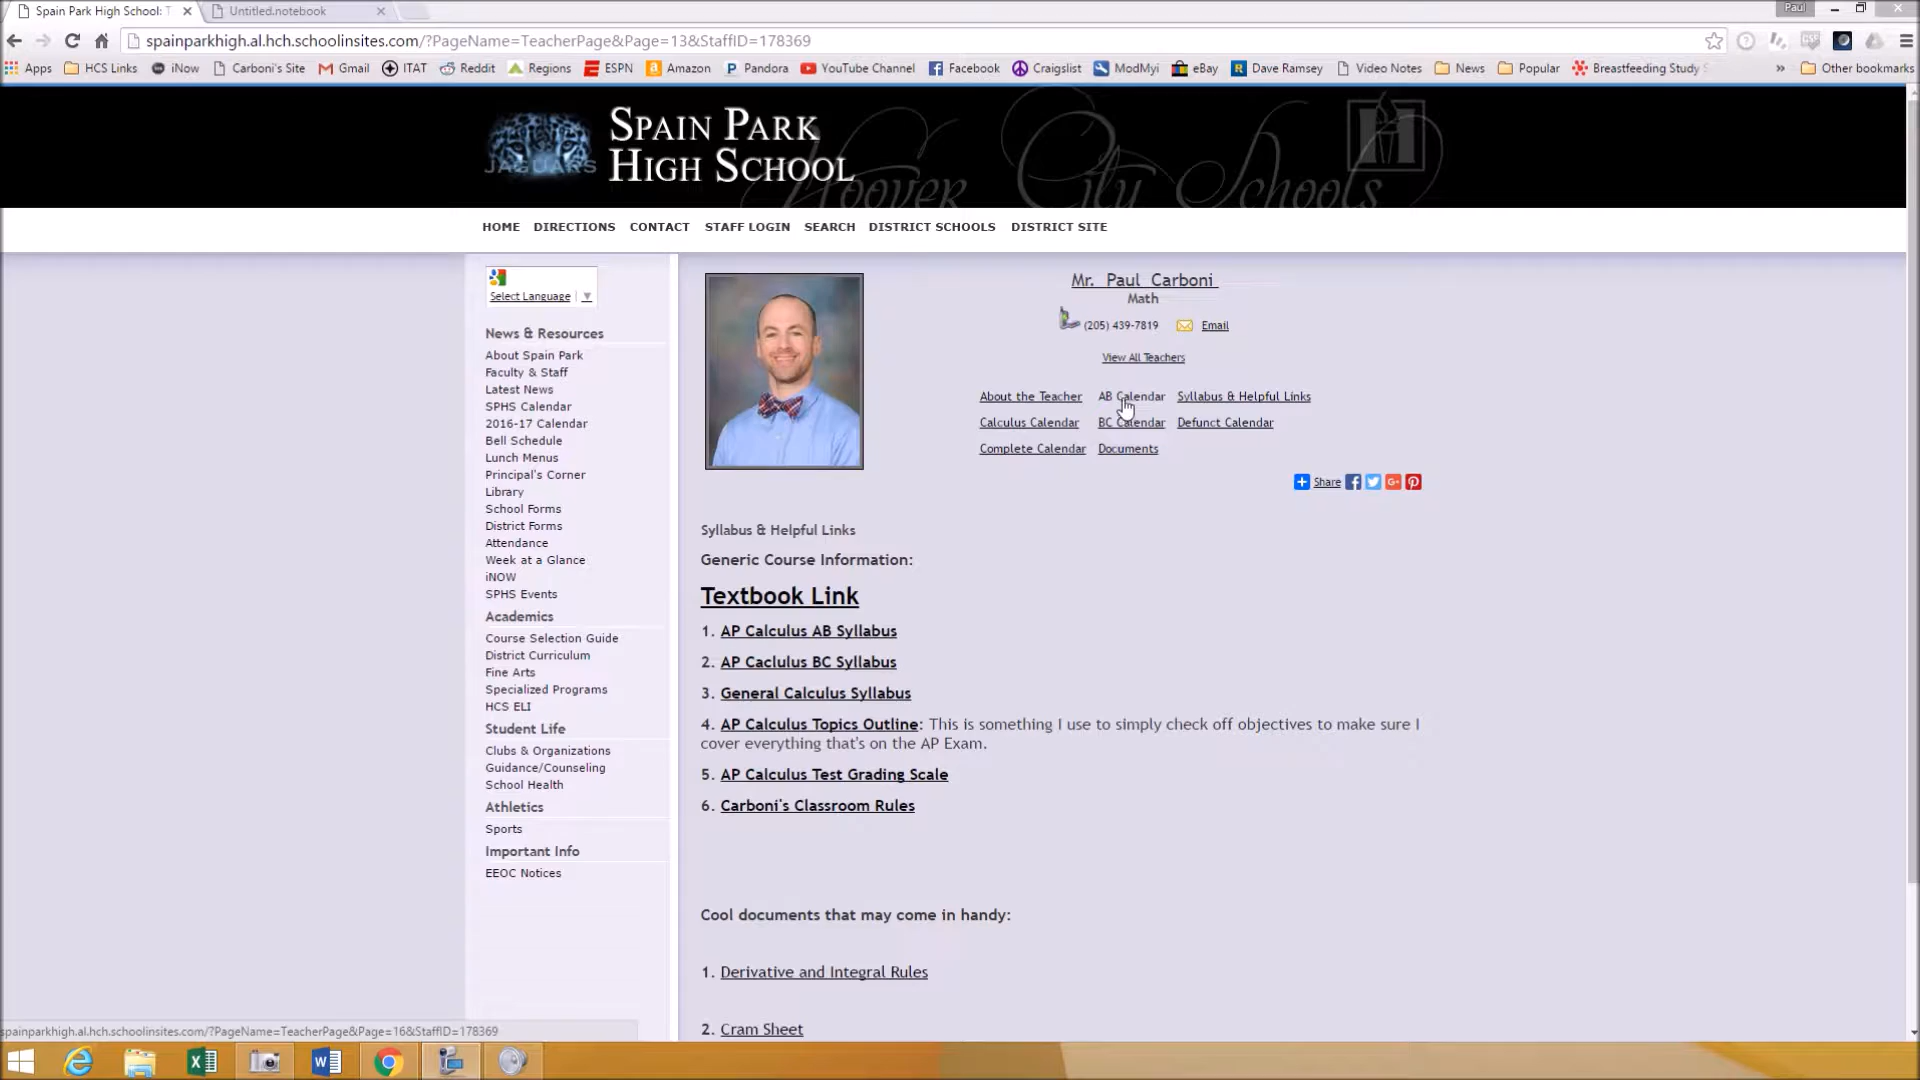 Spain Park High School: T
Untitled.notebook
Paul
spainparkhigh.al.hch.schoolinsites.com/?PageName=TeacherPage&Page=13&StaffID=178369
Apps HCS Links iNow Carboni's Site Gmail ITAT Reddit Regions ESPN Amazon Pandora YouTube Channel Facebook Craigslist ModMyi eBay Dave Ramsey Video Notes News Popular Breastfeeding Study » Other bookmarks
JAGUARS
SPAIN PARK
HIGH SCHOOL
Hoover City Schools
HOME DIRECTIONS CONTACT STAFF LOGIN SEARCH DISTRICT SCHOOLS DISTRICT SITE
Select Language ▼
News & Resources
About Spain Park
Faculty & Staff
Latest News
SPHS Calendar
2016-17 Calendar
Bell Schedule
Lunch Menus
Principal's Corner
Library
School Forms
District Forms
Attendance
Week at a Glance
iNOW
SPHS Events
Academics
Course Selection Guide
District Curriculum
Fine Arts
Specialized Programs
HCS ELI
Student Life
Clubs & Organizations
Guidance/Counseling
School Health
Athletics
Sports
Important Info
EEOC Notices
Mr. Paul Carboni
Math
(205) 439-7819 Email
View All Teachers
About the Teacher AB Calendar Syllabus & Helpful Links
Calculus Calendar BC Calendar Defunct Calendar
Complete Calendar Documents
Share
Syllabus & Helpful Links
Generic Course Information:
Textbook Link
1. AP Calculus AB Syllabus
2. AP Caclulus BC Syllabus
3. General Calculus Syllabus
4. AP Calculus Topics Outline: This is something I use to simply check off objectives to make sure I
cover everything that's on the AP Exam.
5. AP Calculus Test Grading Scale
6. Carboni's Classroom Rules
Cool documents that may come in handy:
1. Derivative and Integral Rules
2. Cram Sheet
spainparkhigh.al.hch.schoolinsites.com/?PageName=TeacherPage&Page=16&StaffID=178369